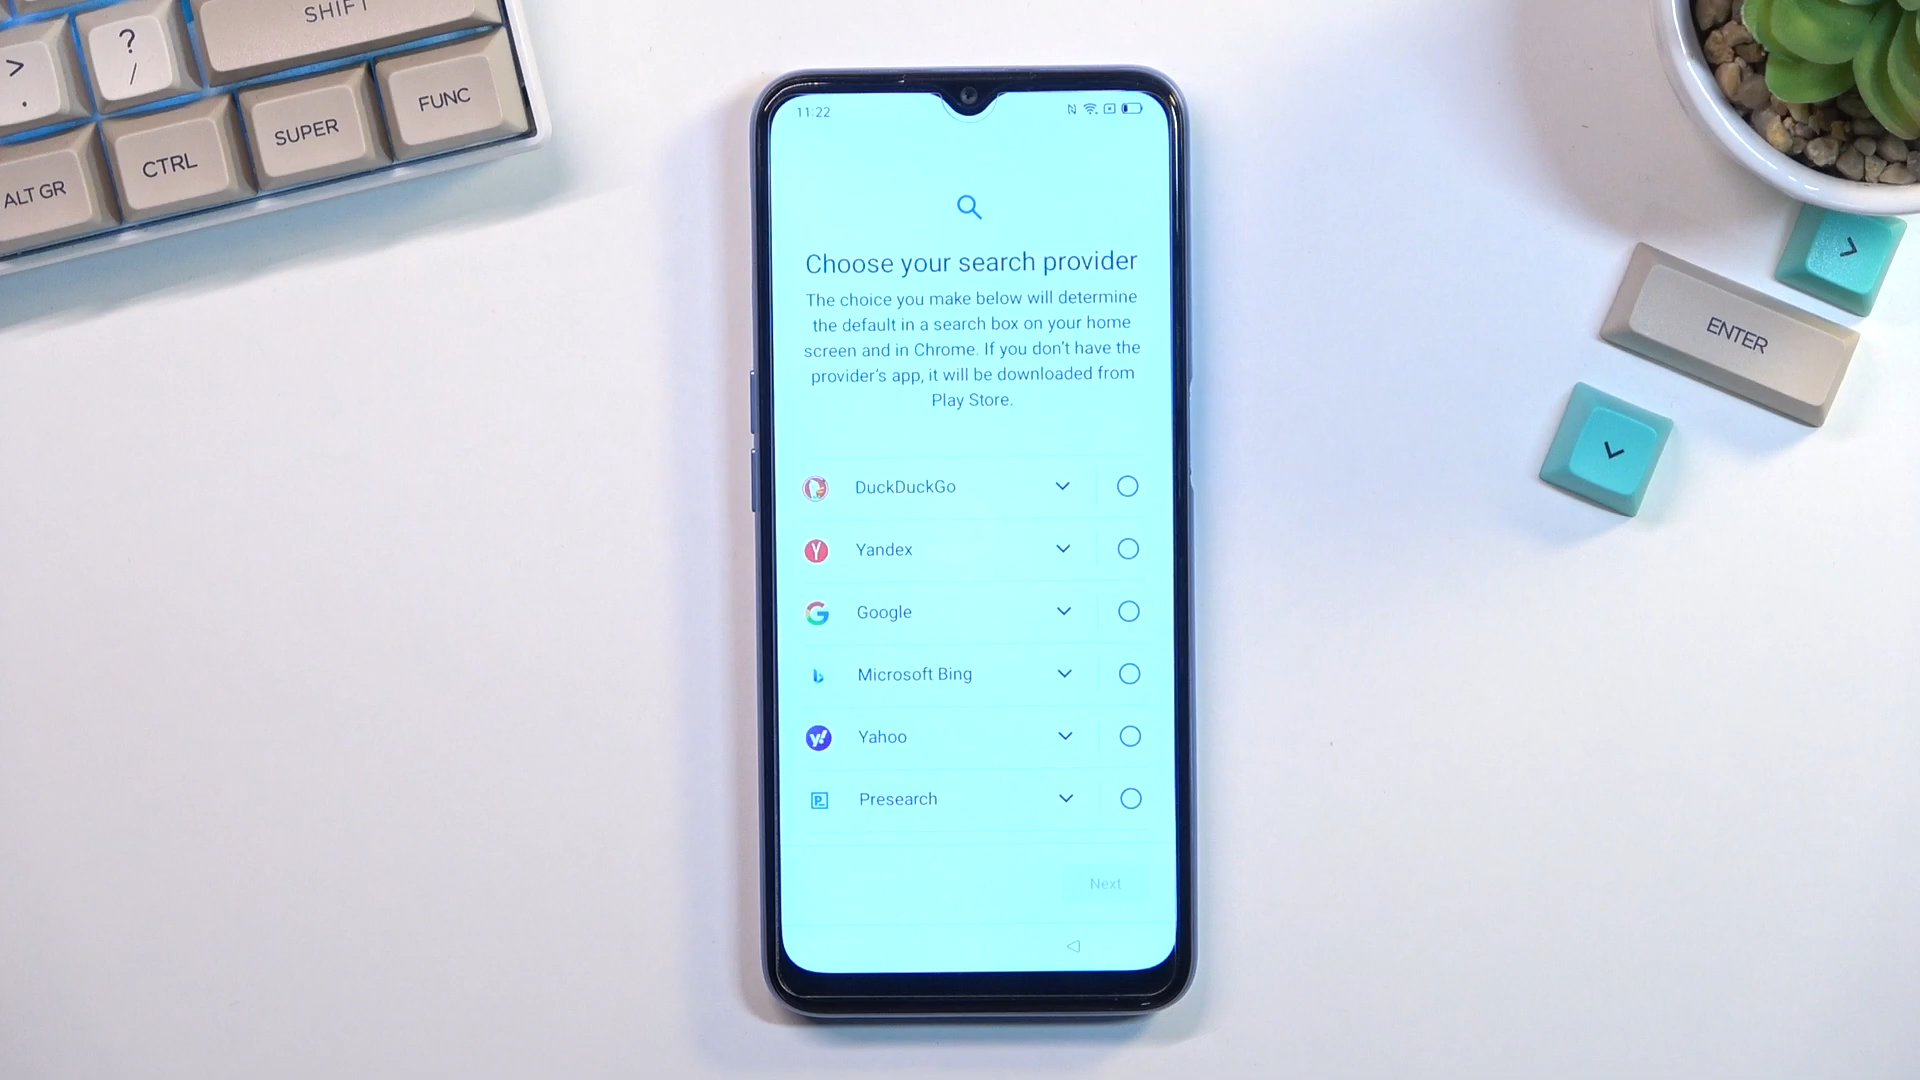 SHIFT
?
/
>
.
FUNC
SUPER
CTRL
ALT GR
11:22
Choose your search provider
The choice you make below will determine
the default in a search box on your home
screen and in Chrome. If you don't have the
provider's app, it will be downloaded from
Play Store.
DuckDuckGo
Yandex
Google
Microsoft Bing
Yahoo
Presearch
Next
>
ENTER